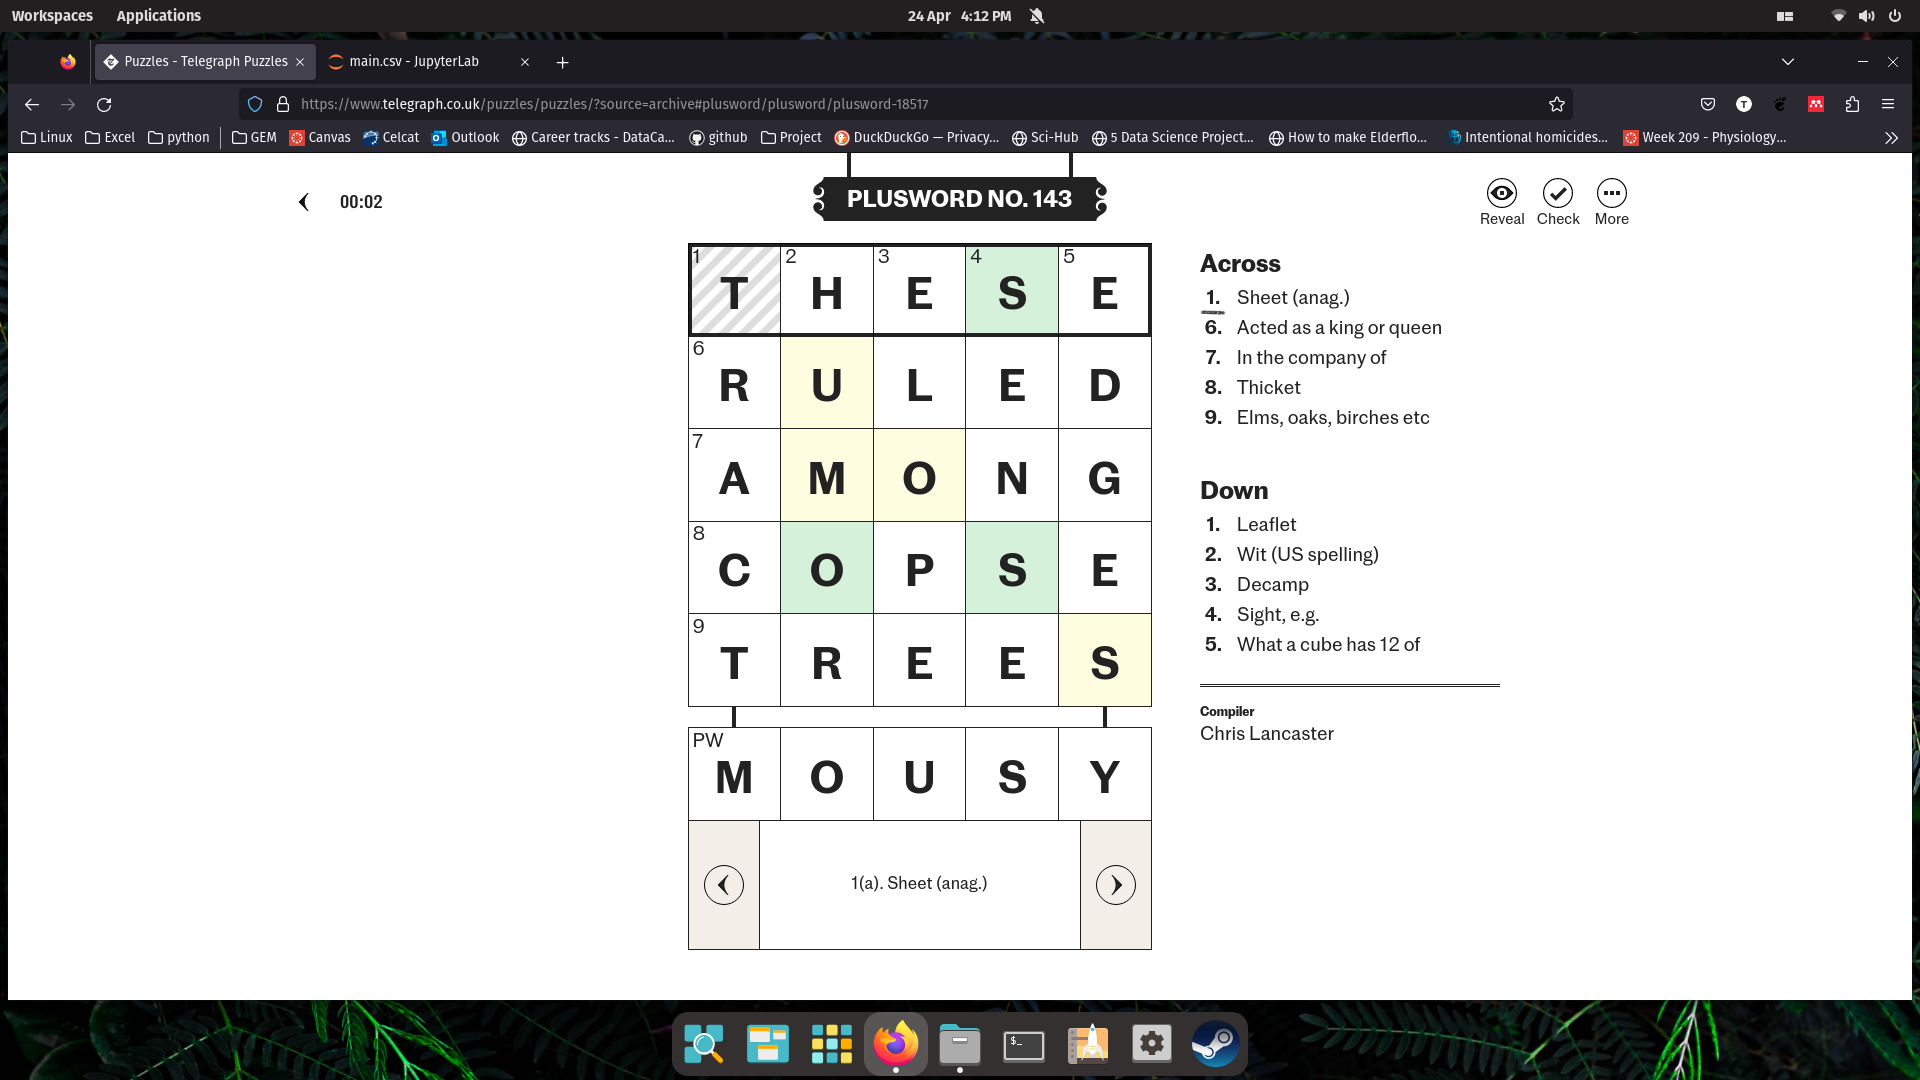 Workspaces Applications 24 Apr 4:12 PM
Puzzles - Telegraph Puzzles main.csv - JupyterLab
https://www.telegraph.co.uk/puzzles/puzzles/?source=archive#plusword/plusword/plusword-18517 T
Linux Excel python GEM Canvas Celcat Outlook Career tracks - DataCa... github Project DuckDuckGo — Privacy... Sci-Hub 5 Data Science Project... How to make Elderflo... Intentional homicides... Week 209 - Physiology...
00:02 PLUSWORD NO. 143
Reveal Check More
1 T 2 H 3 E 4 S 5 E
6 R U L E D
7 A M O N G
8 C O P S E
9 T R E E S
PW M O U S Y
1(a). Sheet (anag.)
Across
1. Sheet (anag.)
6. Acted as a king or queen
7. In the company of
8. Thicket
9. Elms, oaks, birches etc
Down
1. Leaflet
2. Wit (US spelling)
3. Decamp
4. Sight, e.g.
5. What a cube has 12 of
Compiler
Chris Lancaster
$_